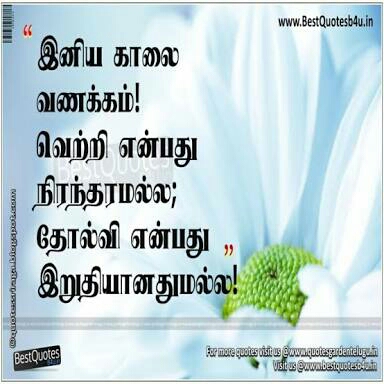 www.BestQuotesb4u.in
“
இனிய காலை
வணக்கம்!
வெற்றி என்பது
நிரந்தரமல்ல;
தோல்வி என்பது ”
இறுதியானதுமல்ல!
BestQuotes
For more quotes visit us @www.quotesgardentelugu.in
Visit us @www.bestquotesb4u.in